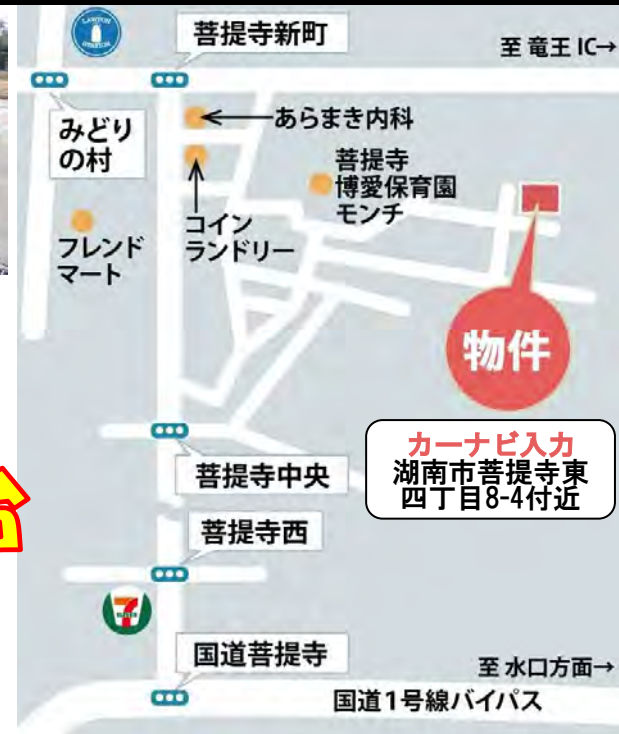 LAWSON
STATION
菩提寺新町
至 竜王 IC→
みどり
の村
←あらまき内科
菩提寺
博愛保育園
モンチ
コイン
ランドリー
フレンド
マート
物件
カーナビ入力
湖南市菩提寺東
四丁目8-4付近
菩提寺中央
菩提寺西
7
ELEVEN
国道菩提寺
至 水口方面→
国道1号線バイパス